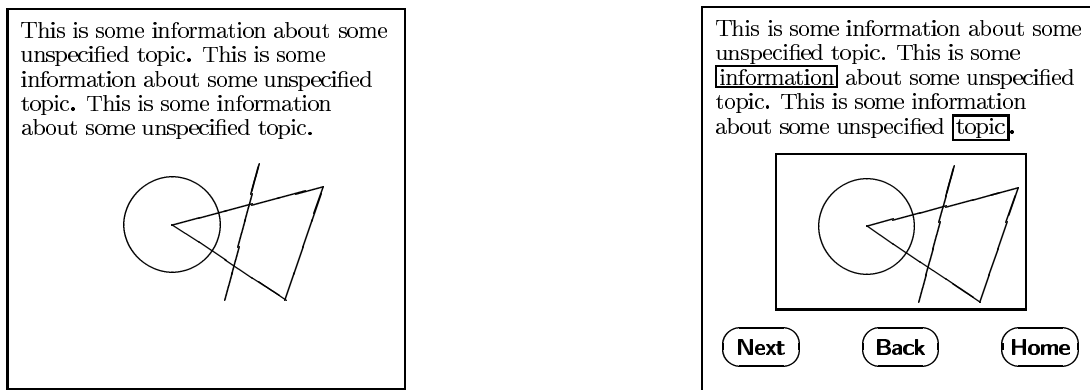 This is some information about some
unspecified topic. This is some
information about some unspecified
topic. This is some information
about some unspecified topic.
This is some information about some
unspecified topic. This is some
information about some unspecified
topic. This is some information
about some unspecified topic.
Next Back Home